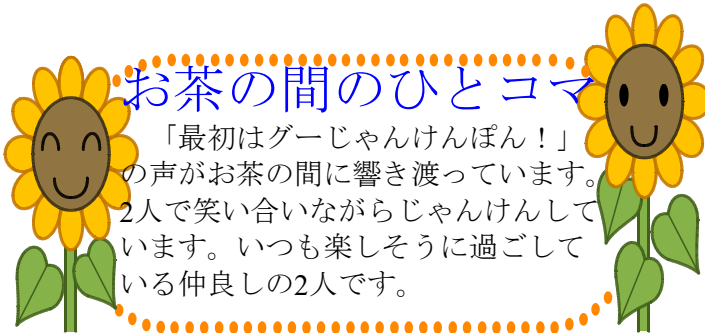 お茶の間のひとコマ
「最初はグーじゃんけんぽん！」
の声がお茶の間に響き渡っています。
2人で笑い合いながらじゃんけんして
います。いつも楽しそうに過ごして
いる仲良しの2人です。